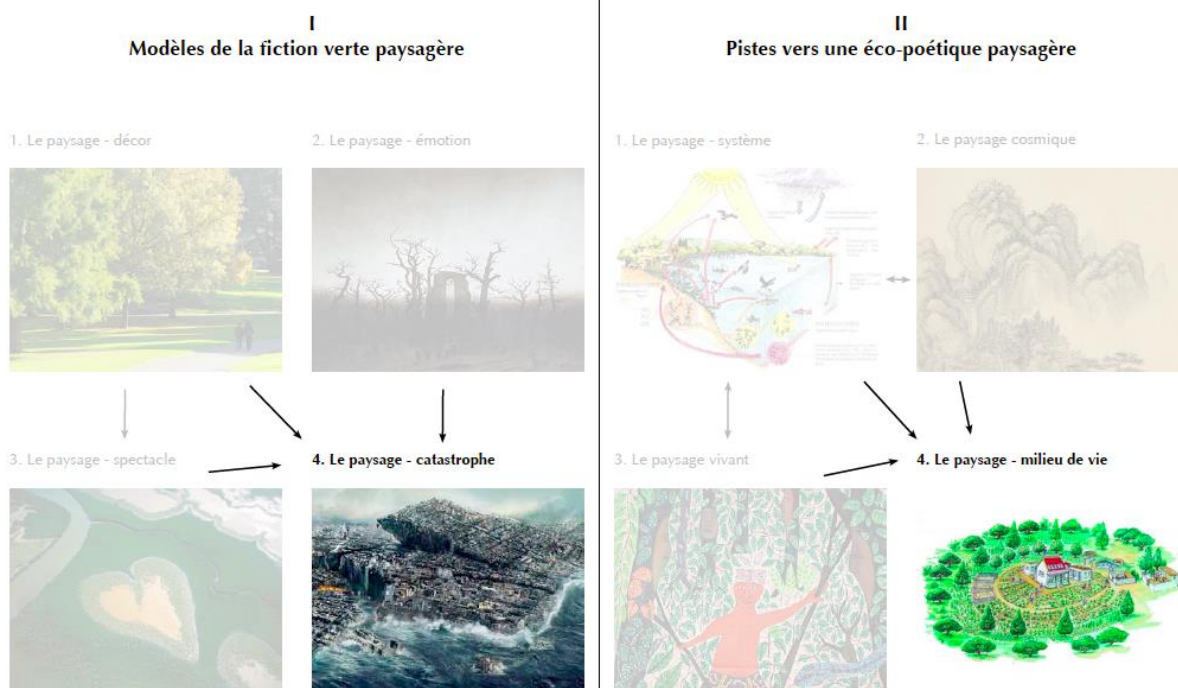 I
Modèles de la fiction verte paysagère
1. Le paysage - décor
2. Le paysage - émotion
3. Le paysage - spectacle
4. Le paysage - catastrophe
II
Pistes vers une éco-poétique paysagère
1. Le paysage - système
2. Le paysage cosmique
3. Le paysage vivant
4. Le paysage - milieu de vie